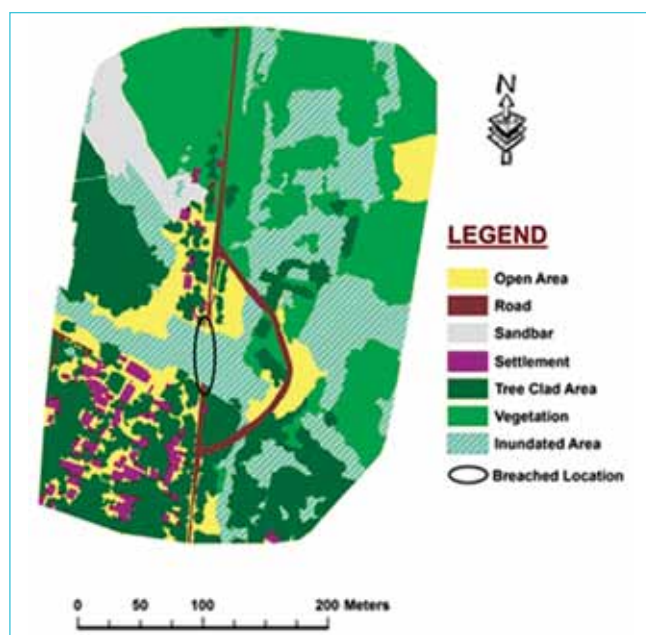 N
LEGEND
Open Area
Road
Sandbar
Settlement
Tree Clad Area
Vegetation
Inundated Area
Breached Location
0 50 100 200 Meters